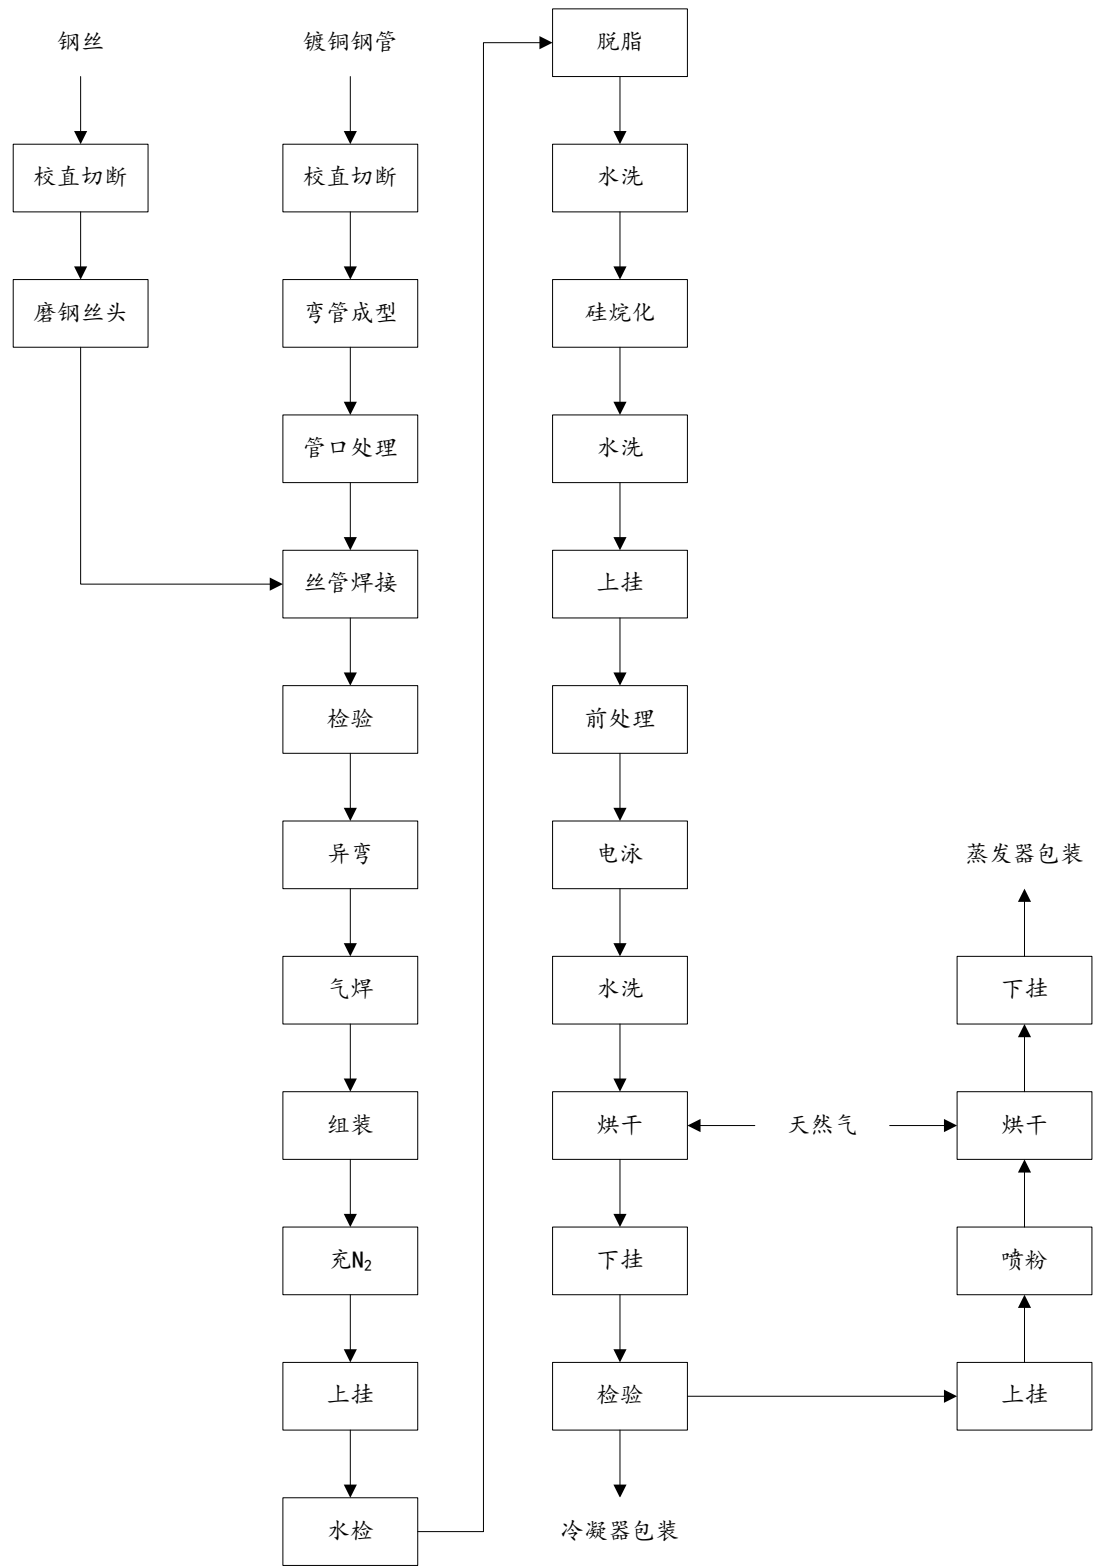 钢丝
校直切断
磨钢丝头
镀铜钢管
校直切断
弯管成型
管口处理
丝管焊接
检验
异弯
气焊
组装
充N₂
上挂
水检
脱脂
水洗
硅烷化
水洗
上挂
前处理
电泳
水洗
烘干
天然气
下挂
检验
冷凝器包装
上挂
喷粉
烘干
下挂
蒸发器包装